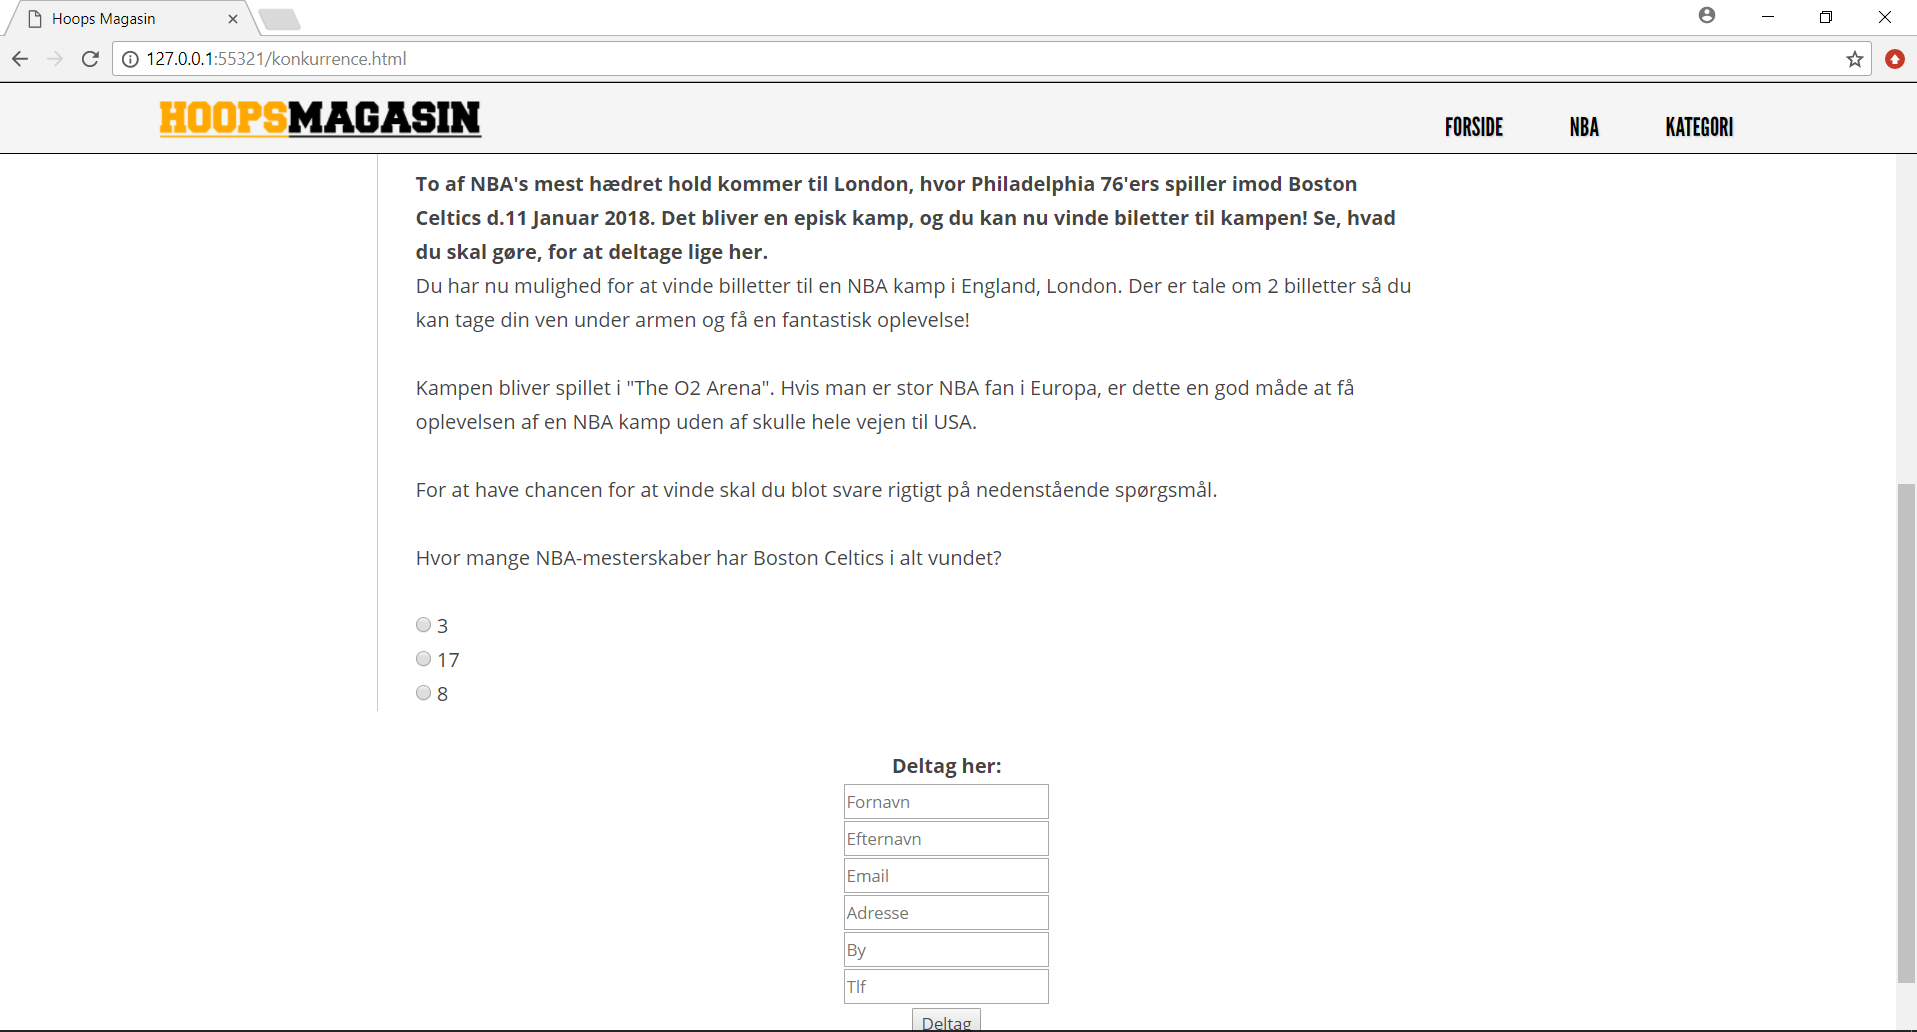 Hoops Magasin
127.0.0.1:55321/konkurrence.html
HOOPSMAGASIN
FORSIDE NBA KATEGORI
To af NBA's mest hædret hold kommer til London, hvor Philadelphia 76'ers spiller imod Boston
Celtics d.11 Januar 2018. Det bliver en episk kamp, og du kan nu vinde biletter til kampen! Se, hvad
du skal gøre, for at deltage lige her.
Du har nu mulighed for at vinde billetter til en NBA kamp i England, London. Der er tale om 2 billetter så du
kan tage din ven under armen og få en fantastisk oplevelse!
Kampen bliver spillet i "The O2 Arena". Hvis man er stor NBA fan i Europa, er dette en god måde at få
oplevelsen af en NBA kamp uden af skulle hele vejen til USA.
For at have chancen for at vinde skal du blot svare rigtigt på nedenstående spørgsmål.
Hvor mange NBA-mesterskaber har Boston Celtics i alt vundet?
3
17
8
Deltag her:
Fornavn
Efternavn
Email
Adresse
By
Tlf
Deltag